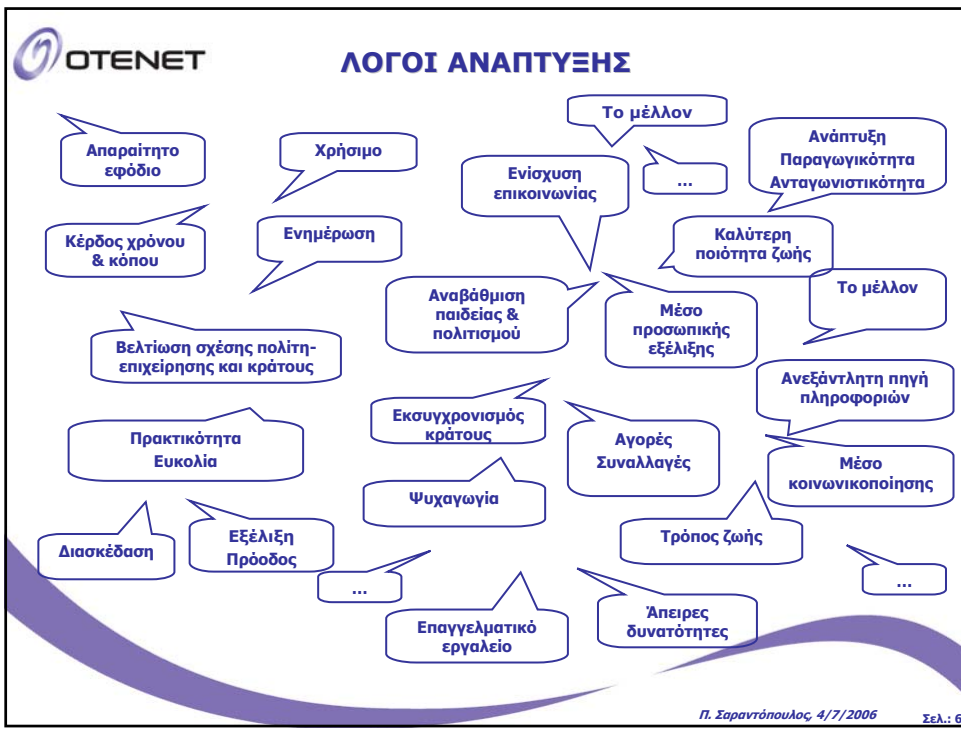 OTENET
ΛΟΓΟΙ ΑΝΑΠΤΥΞΗΣ
Το μέλλον
Απαραίτητο
εφόδιο
Χρήσιμο
Ενίσχυση
επικοινωνίας
...
Ανάπτυξη
Παραγωγικότητα
Ανταγωνιστικότητα
Κέρδος χρόνου
& κόπου
Ενημέρωση
Καλύτερη
ποιότητα ζωής
Αναβάθμιση
παιδείας &
πολιτισμού
Μέσο
προσωπικής
εξέλιξης
Το μέλλον
Βελτίωση σχέσης πολίτη-
επιχείρησης και κράτους
Ανεξάντλητη πηγή
πληροφοριών
Πρακτικότητα
Ευκολία
Εκσυγχρονισμός
κράτους
Αγορές
Συναλλαγές
Μέσο
κοινωνικοποίησης
Ψυχαγωγία
Διασκέδαση
Εξέλιξη
Πρόοδος
Τρόπος ζωής
...
...
Επαγγελματικό
εργαλείο
Άπειρες
δυνατότητες
Π. Σαραντόπουλος, 4/7/2006
Σελ.: 6